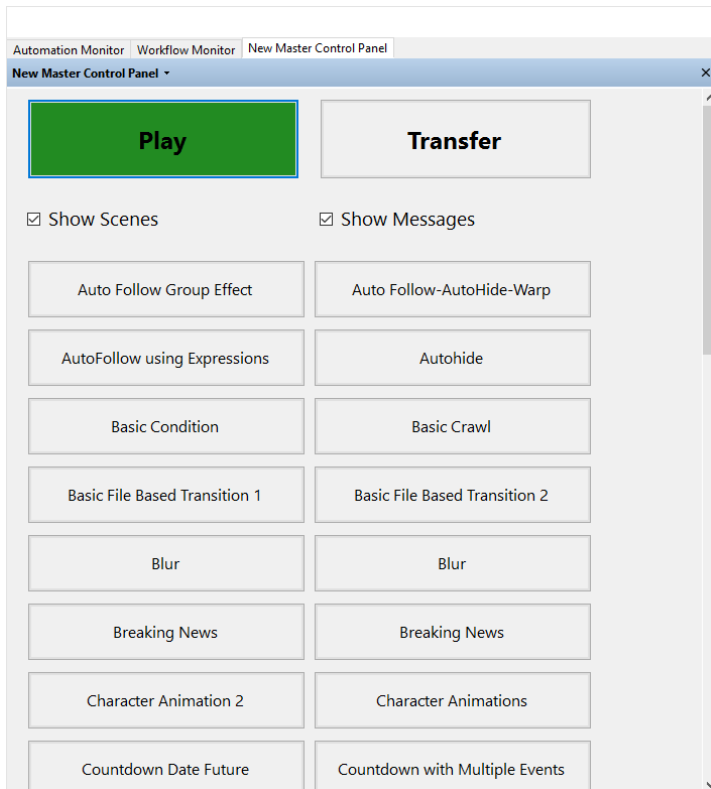 Automation Monitor Workflow Monitor New Master Control Panel
New Master Control Panel
Play Transfer
Show Scenes Show Messages
Auto Follow Group Effect Auto Follow-AutoHide-Warp
AutoFollow using Expressions Autohide
Basic Condition Basic Crawl
Basic File Based Transition 1 Basic File Based Transition 2
Blur Blur
Breaking News Breaking News
Character Animation 2 Character Animations
Countdown Date Future Countdown with Multiple Events